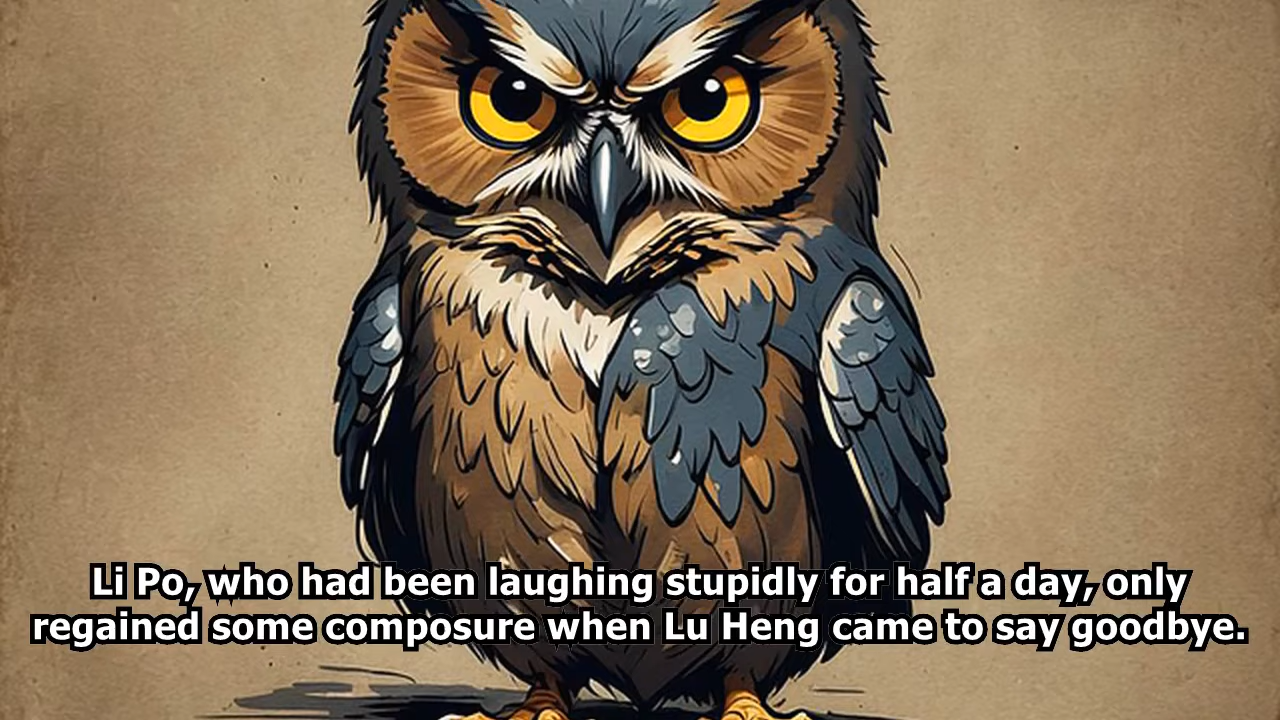 Li Po, who had been laughing stupidly for half a day, only
regained some composure when Lu Heng came to say goodbye.